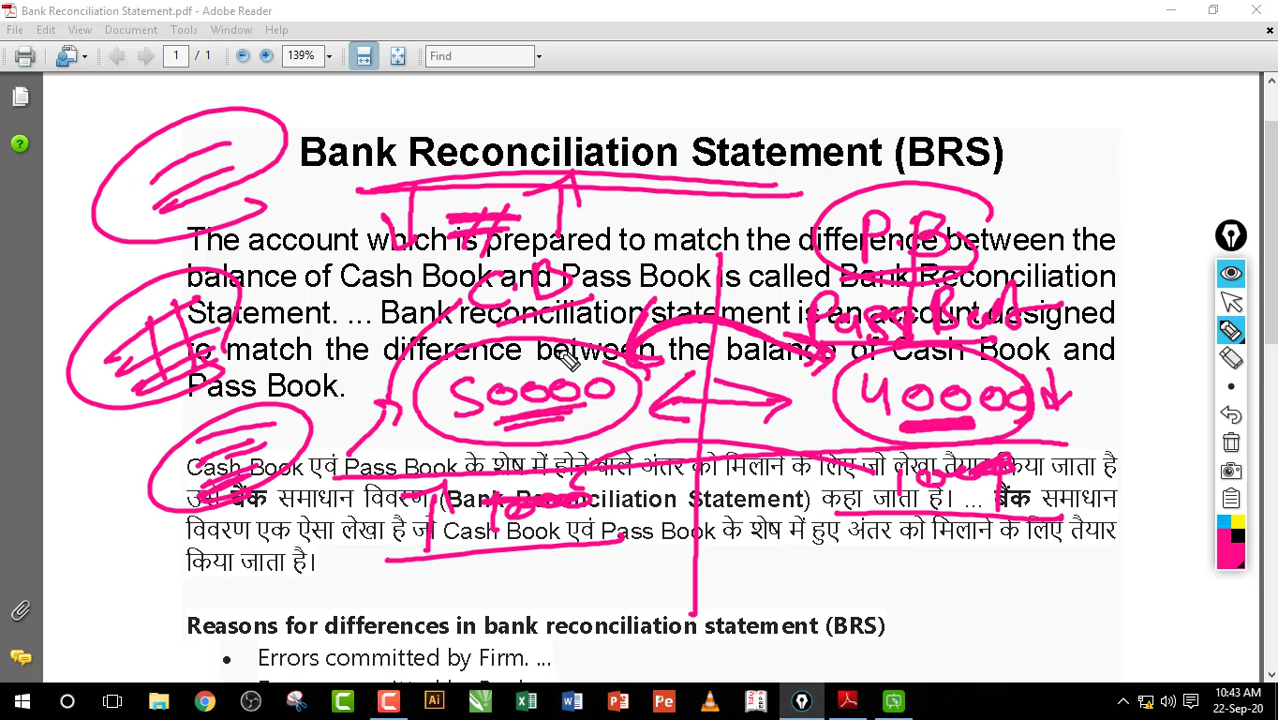 Bank Reconciliation Statement.pdf - Adobe Reader
File Edit View Document Tools Window Help
1 / 1 139% Find
Bank Reconciliation Statement (BRS)
P.B
The account which is prepared to match the difference between the
balance of Cash Book and Pass Book is called Bank Reconciliation
CB
Statement. ... Bank reconciliation statement is an account designed
Pass Book
to match the difference between the balance of Cash Book and
Pass Book.
50000 40000
Cash Book एवं Pass Book के शेष में होने वाले अंतर को मिलाने के लिए जो लेखा तैयार किया जाता है
उसे बैंक समाधान विवरण (Bank Reconciliation Statement) कहा जाता है। ... बैंक समाधान
विवरण एक ऐसा लेखा है जो Cash Book एवं Pass Book के शेष में हुए अंतर को मिलाने के लिए तैयार
किया जाता है।
Reasons for differences in bank reconciliation statement (BRS)
• Errors committed by Firm. ...
10:43 AM
22-Sep-20